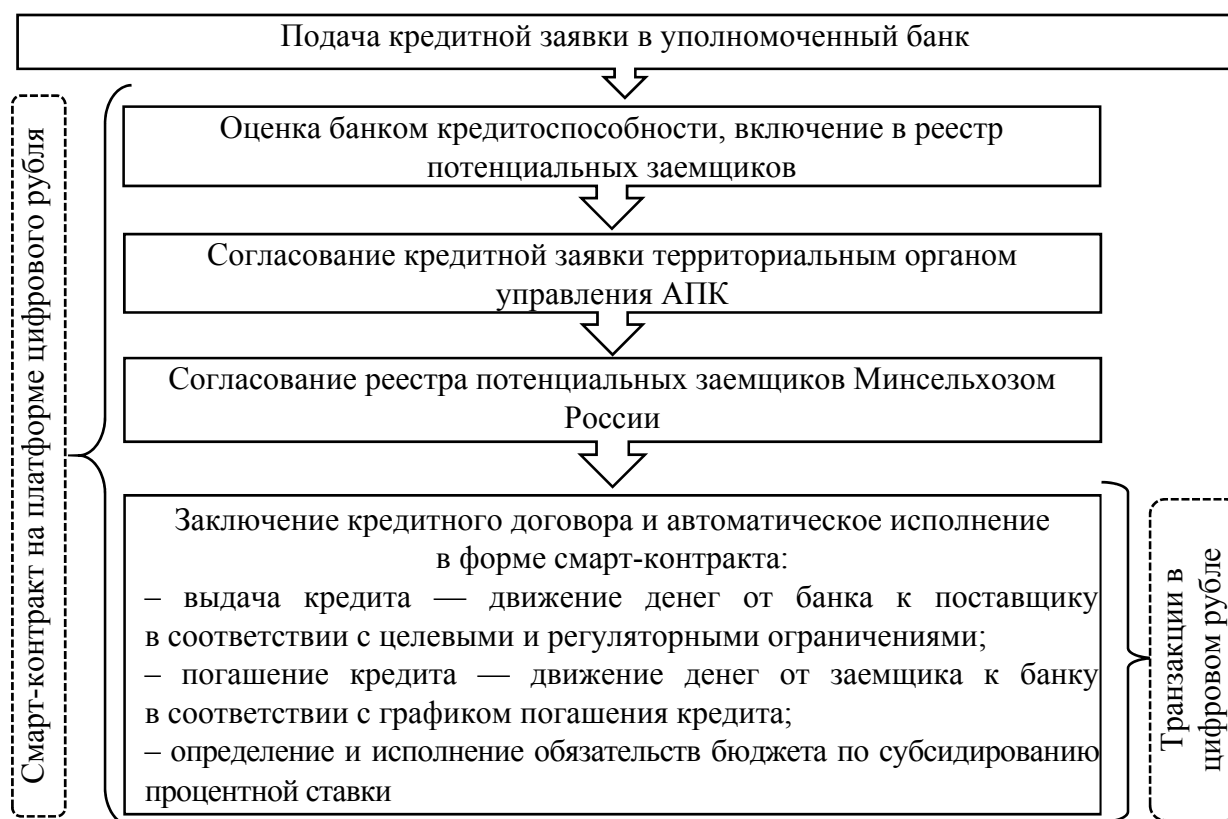 Подача кредитной заявки в уполномоченный банк
Смарт-контракт на платформе цифрового рубля
Оценка банком кредитоспособности, включение в реестр
потенциальных заемщиков
Согласование кредитной заявки территориальным органом
управления АПК
Согласование реестра потенциальных заемщиков Минсельхозом
России
Заключение кредитного договора и автоматическое исполнение
в форме смарт-контракта:
– выдача кредита — движение денег от банка к поставщику
в соответствии с целевыми и регуляторными ограничениями;
– погашение кредита — движение денег от заемщика к банку
в соответствии с графиком погашения кредита;
– определение и исполнение обязательств бюджета по субсидированию
процентной ставки
Транзакции в
цифровом рубле